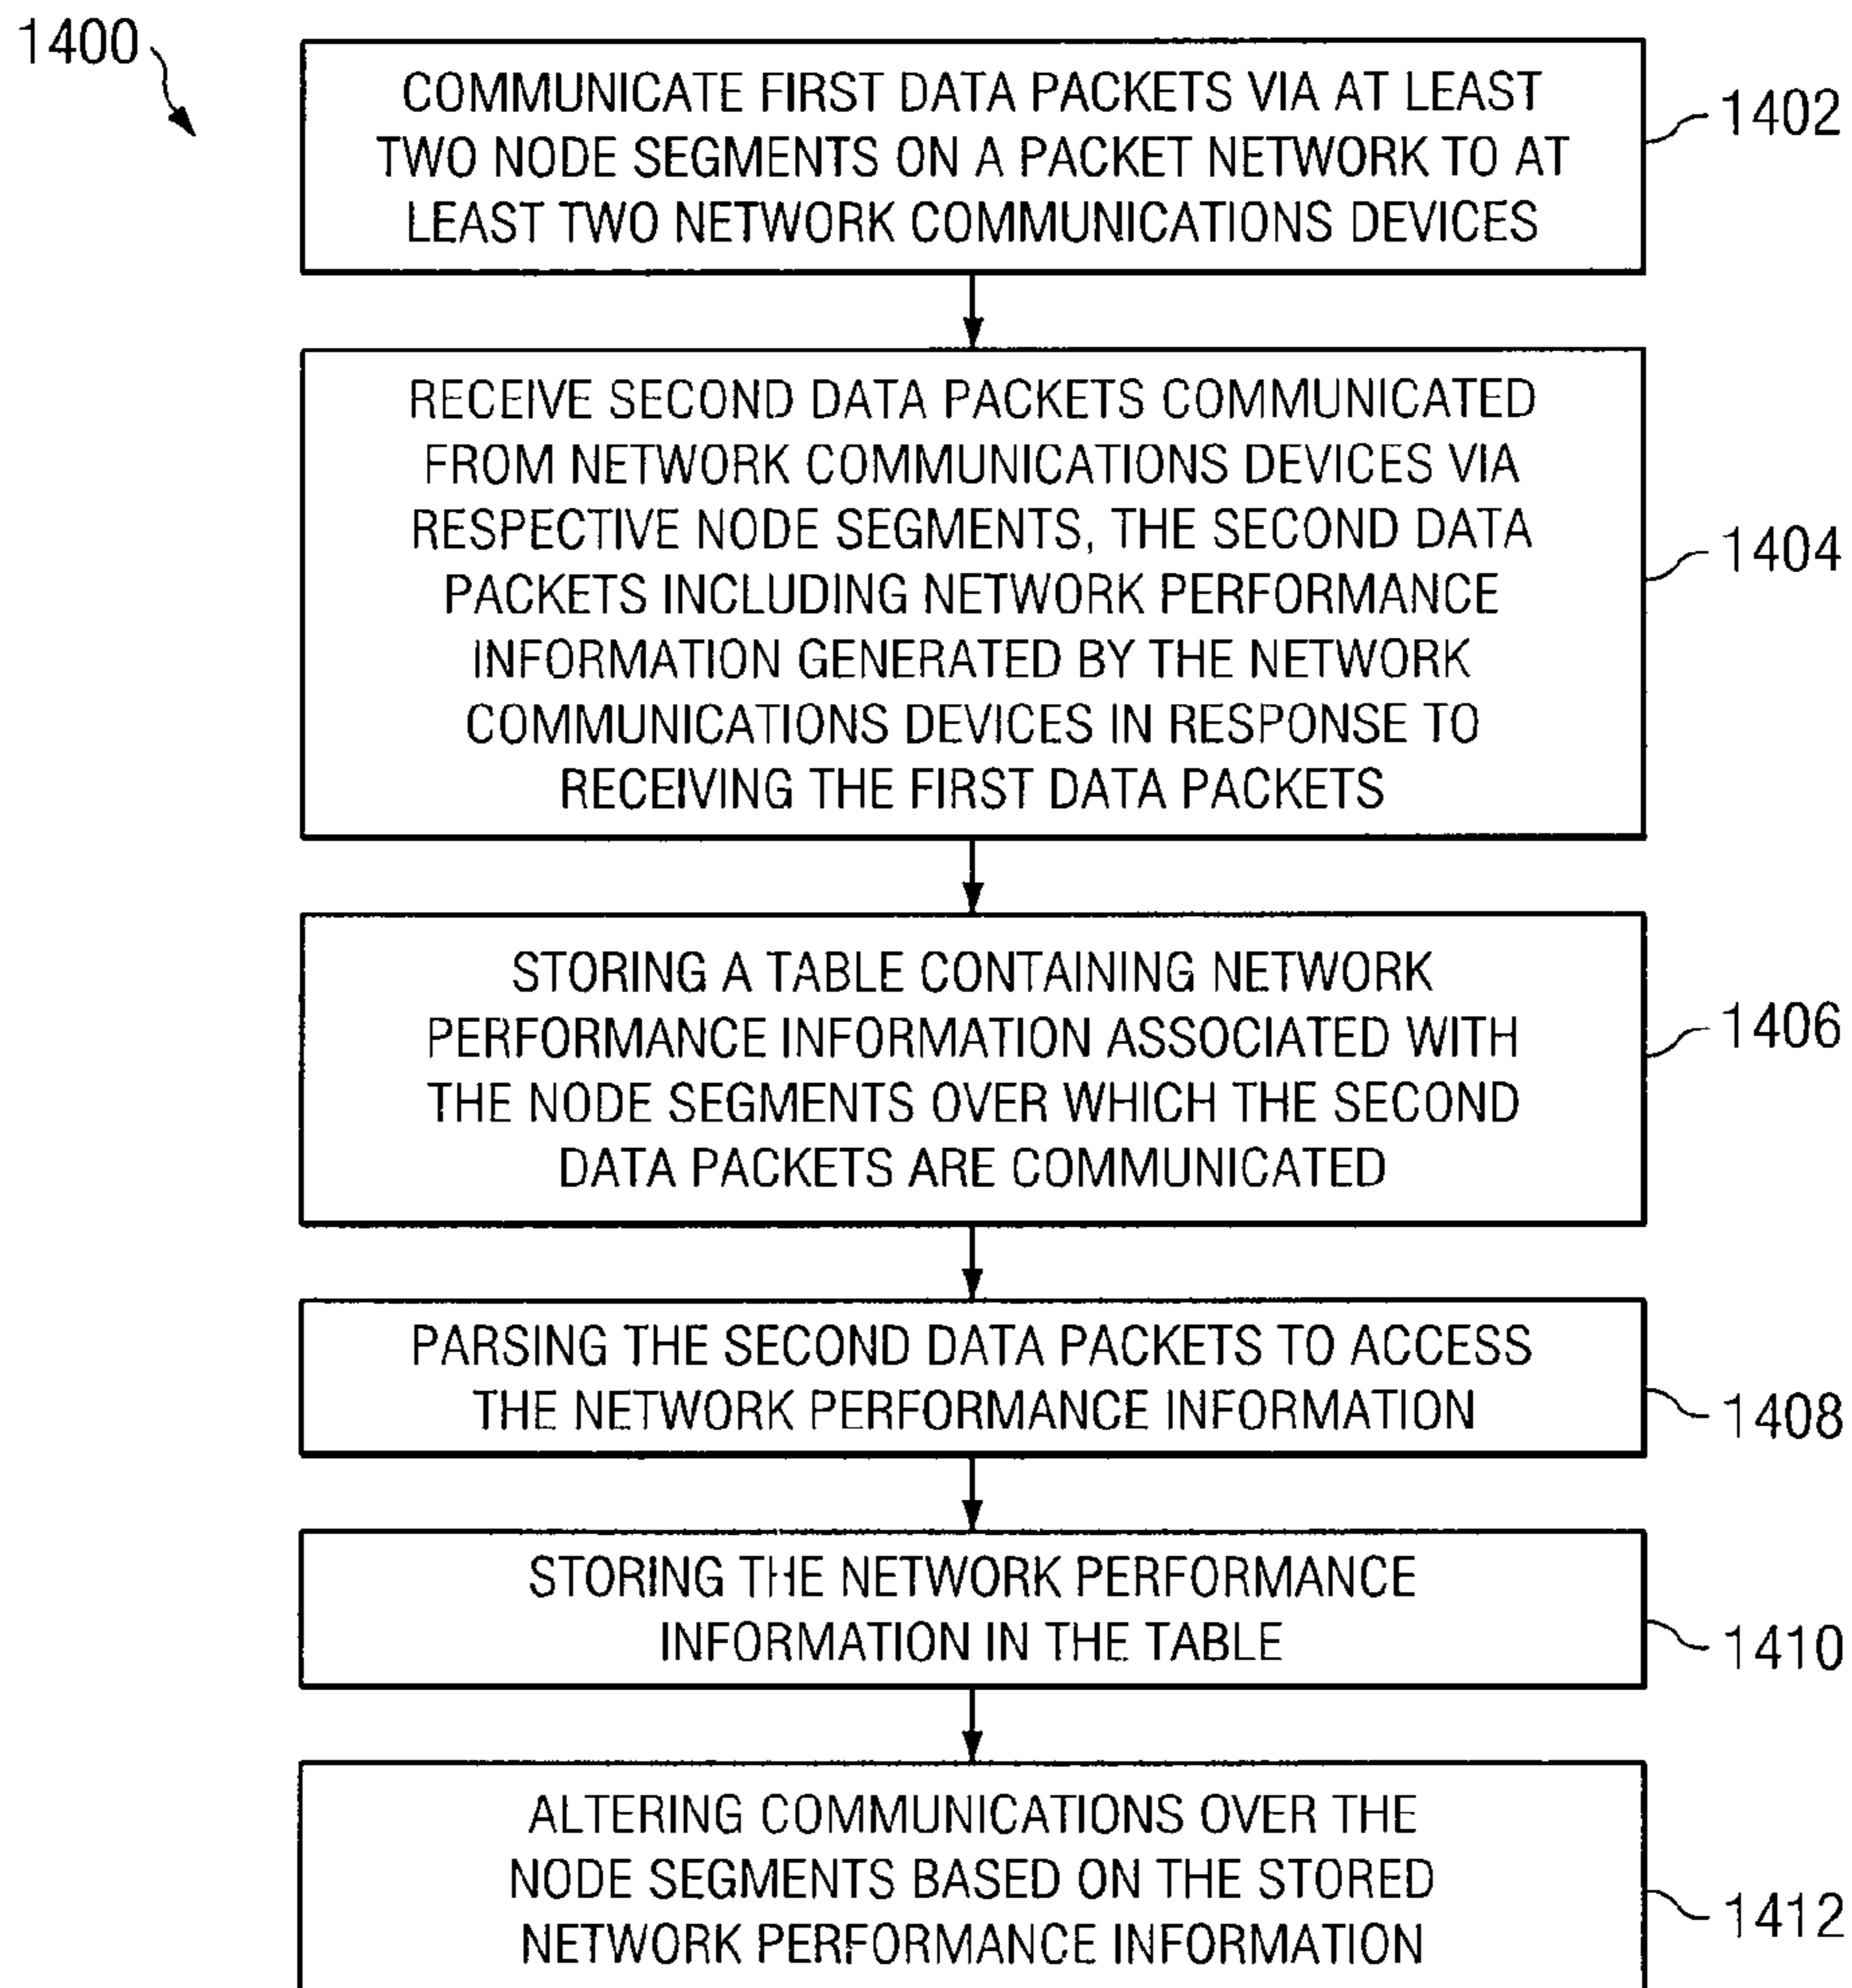 1400
COMMUNICATE FIRST DATA PACKETS VIA AT LEAST
TWO NODE SEGMENTS ON A PACKET NETWORK TO AT
LEAST TWO NETWORK COMMUNICATIONS DEVICES
1402
RECEIVE SECOND DATA PACKETS COMMUNICATED
FROM NETWORK COMMUNICATIONS DEVICES VIA
RESPECTIVE NODE SEGMENTS, THE SECOND DATA
PACKETS INCLUDING NETWORK PERFORMANCE
INFORMATION GENERATED BY THE NETWORK
COMMUNICATIONS DEVICES IN RESPONSE TO
RECEIVING THE FIRST DATA PACKETS
1404
STORING A TABLE CONTAINING NETWORK
PERFORMANCE INFORMATION ASSOCIATED WITH
THE NODE SEGMENTS OVER WHICH THE SECOND
DATA PACKETS ARE COMMUNICATED
1406
PARSING THE SECOND DATA PACKETS TO ACCESS
THE NETWORK PERFORMANCE INFORMATION
1408
STORING THE NETWORK PERFORMANCE
INFORMATION IN THE TABLE
1410
ALTERING COMMUNICATIONS OVER THE
NODE SEGMENTS BASED ON THE STORED
NETWORK PERFORMANCE INFORMATION
1412